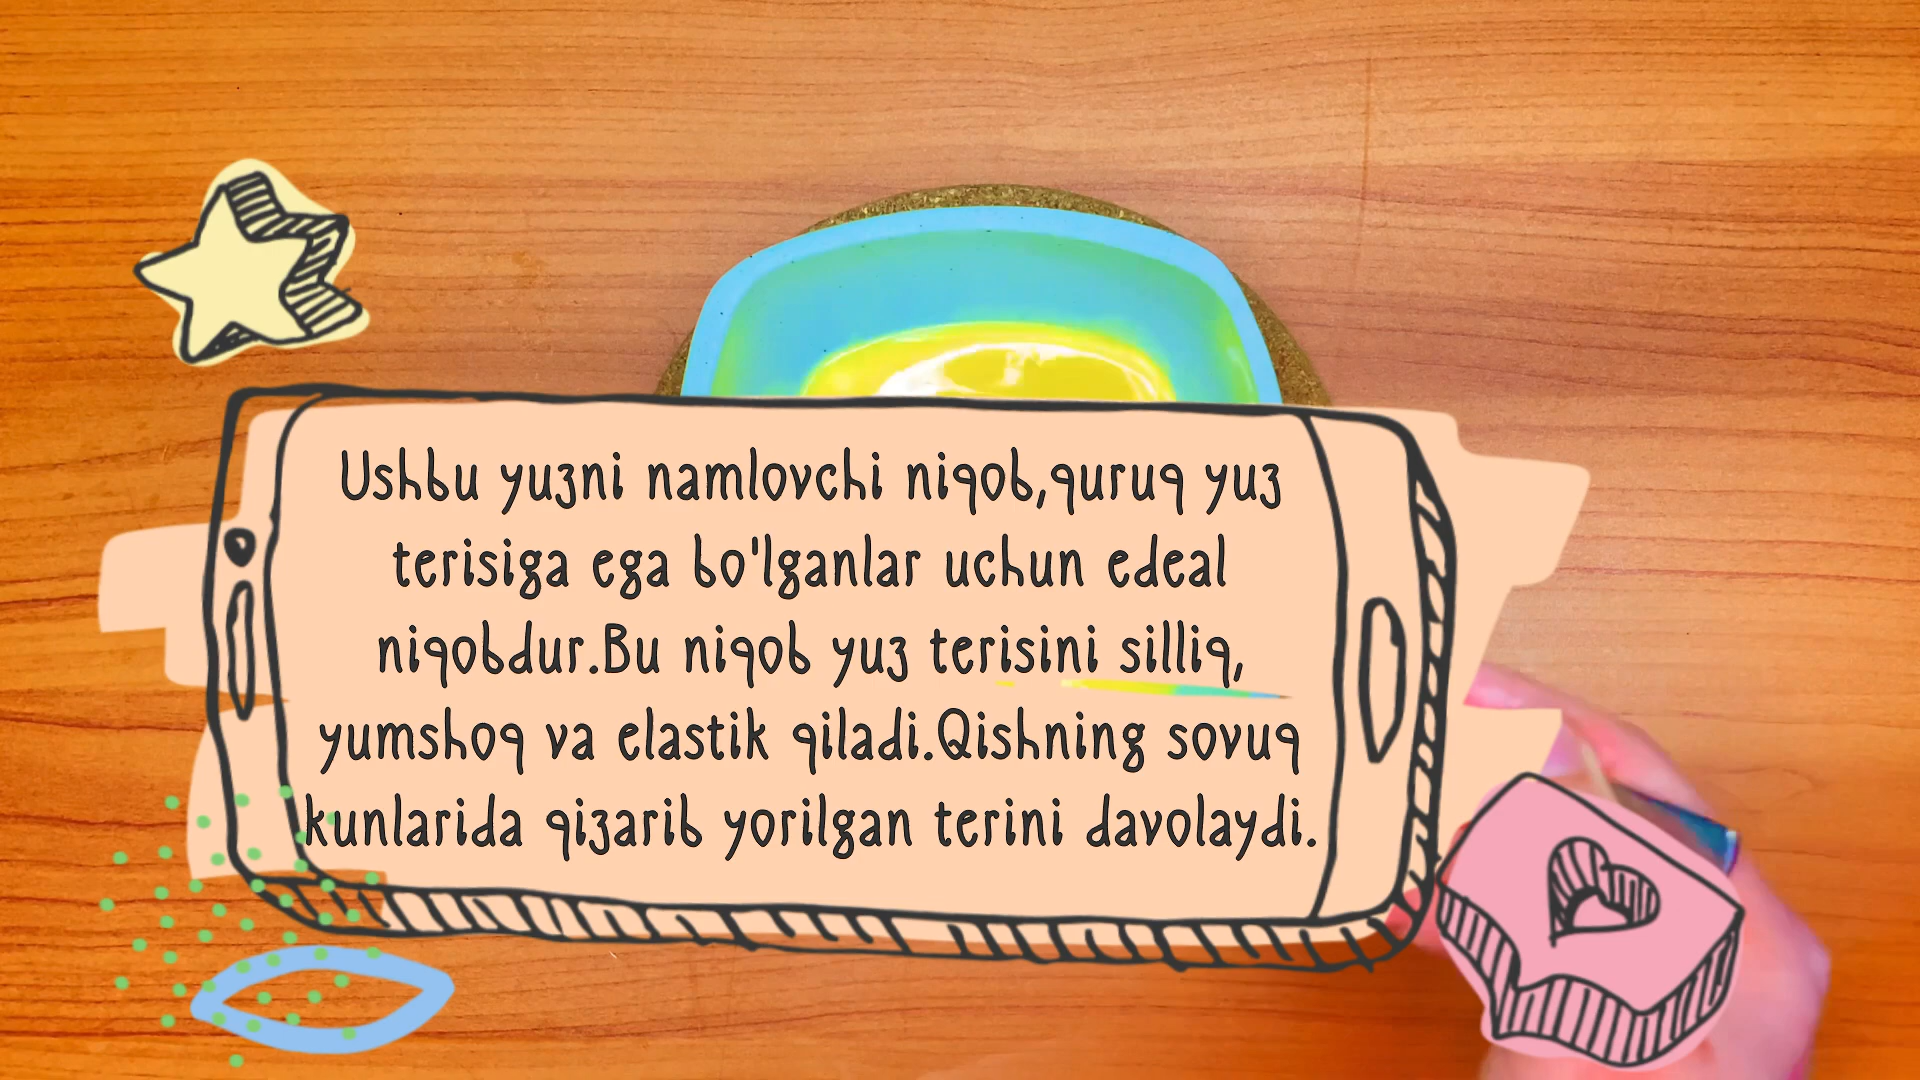 Ushbu yuzni namlovchi niqob,quruq yuz
terisiga ega bo'lganlar uchun edeal
niqobdur.Bu niqob yuz terisini silliq,
yumshoq va elastik qiladi.Qishning sovuq
kunlarida qizarib yorilgan terini davolaydi.